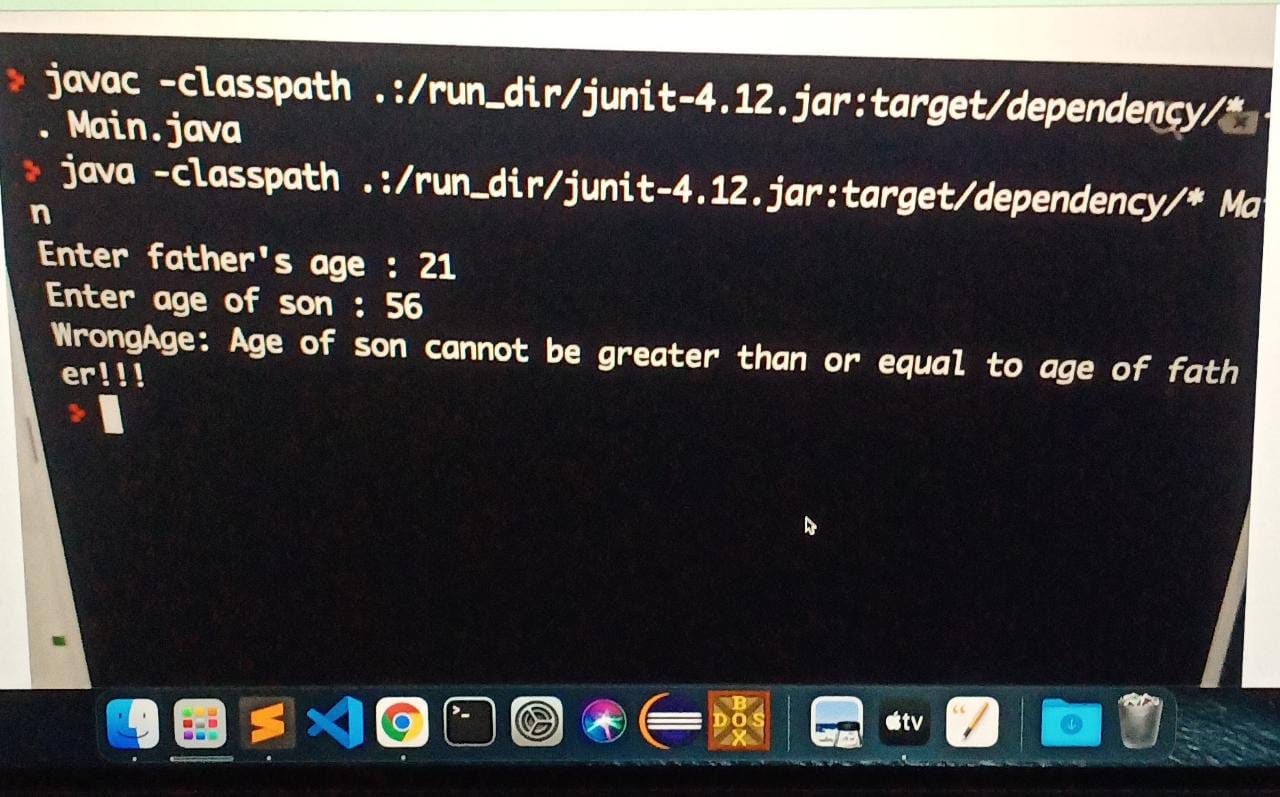 javac -classpath .:/run_dir/junit-4.12.jar:target/dependency/* -
. Main.java
java -classpath .:/run_dir/junit-4.12.jar:target/dependency/* Mai
n
Enter father's age : 21
Enter age of son : 56
WrongAge: Age of son cannot be greater than or equal to age of fath
er!!!
>-
BOX
DOS
tv